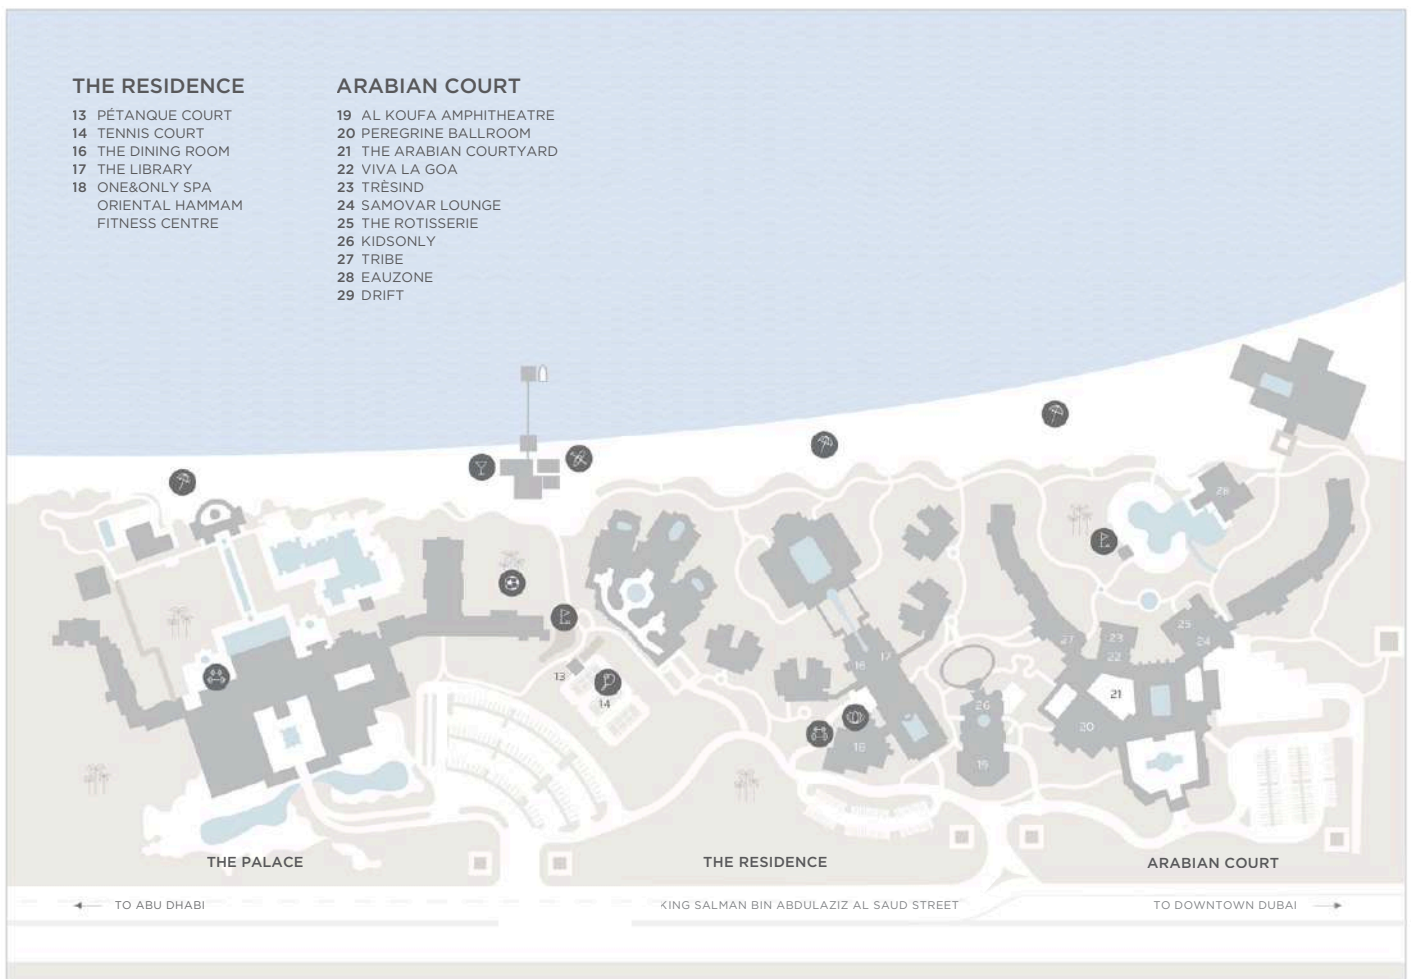 THE RESIDENCE
13 PÉTANQUE COURT
14 TENNIS COURT
16 THE DINING ROOM
17 THE LIBRARY
18 ONE&ONLY SPA
ORIENTAL HAMMAM
FITNESS CENTRE
ARABIAN COURT
19 AL KOUFA AMPHITHEATRE
20 PEREGRINE BALLROOM
21 THE ARABIAN COURTYARD
22 VIVA LA GOA
23 TRÈSIND
24 SAMOVAR LOUNGE
25 THE ROTISSERIE
26 KIDSONLY
27 TRIBE
28 EAUZONE
29 DRIFT
28
25
27
23
24
22
16
17
13
14
21
26
20
18
19
THE PALACE
THE RESIDENCE
ARABIAN COURT
TO ABU DHABI
KING SALMAN BIN ABDULAZIZ AL SAUD STREET
TO DOWNTOWN DUBAI